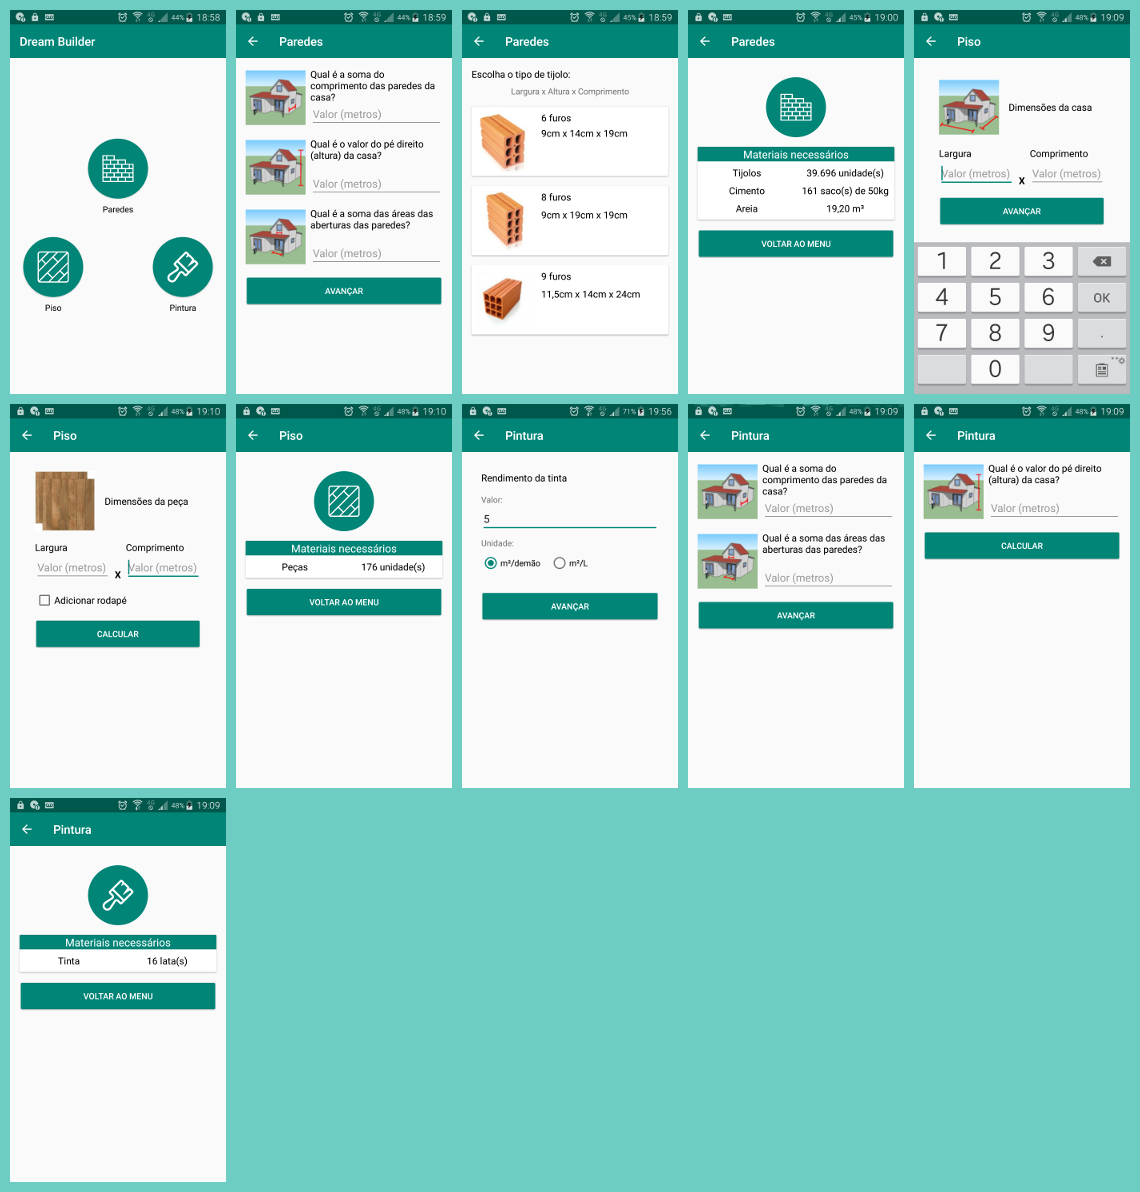 18:58
44%
Dream Builder
Paredes
Piso
Pintura
44%
18:59
Paredes
Qual é a soma do
comprimento das paredes da
casa?
Valor (metros)
Qual é o valor do pé direito
(altura) da casa?
Valor (metros)
Qual é a soma das áreas das
aberturas das paredes?
Valor (metros)
AVANÇAR
45%
18:59
Paredes
Escolha o tipo de tijolo:
Largura x Altura x Comprimento
6 furos
9cm x 14cm x 19cm
8 furos
9cm x 19cm x 19cm
9 furos
11,5cm x 14cm x 24cm
45%
19:00
Paredes
Materiais necessários
Tijolos 39.696 unidade(s)
Cimento 161 saco(s) de 50kg
Areia 19,20 m³
VOLTAR AO MENU
48%
19:09
Piso
Dimensões da casa
Largura Comprimento
Valor (metros) x Valor (metros)
AVANÇAR
1 2 3
4 5 6 OK
7 8 9 .
0
48%
19:10
Piso
Dimensões da peça
Largura Comprimento
Valor (metros) x Valor (metros)
Adicionar rodapé
CALCULAR
48%
19:10
Piso
Materiais necessários
Peças 176 unidade(s)
VOLTAR AO MENU
71%
19:56
Pintura
Rendimento da tinta
Valor:
5
Unidade:
m²/demão m²/L
AVANÇAR
48%
19:09
Pintura
Qual é a soma do
comprimento das paredes da
casa?
Valor (metros)
Qual é a soma das áreas das
aberturas das paredes?
Valor (metros)
AVANÇAR
48%
19:09
Pintura
Qual é o valor do pé direito
(altura) da casa?
Valor (metros)
CALCULAR
48%
19:09
Pintura
Materiais necessários
Tinta 16 lata(s)
VOLTAR AO MENU